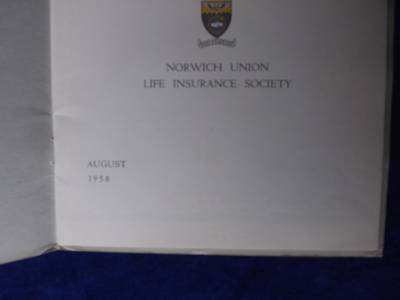 NORWICH UNION
LIFE INSURANCE SOCIETY
AUGUST
1958